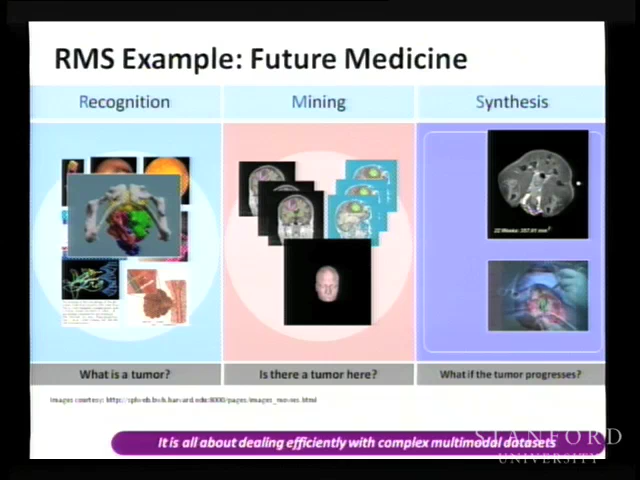 RMS Example: Future Medicine
Recognition
Mining
Synthesis
What is a tumor?
Is there a tumor here?
What if the tumor progresses?
Images courtesy: http://splweb.bwh.harvard.edu:8000/pages/images_movies.html
It is all about dealing efficiently with complex multimodal datasets
STANFORD
UNIVERSITY